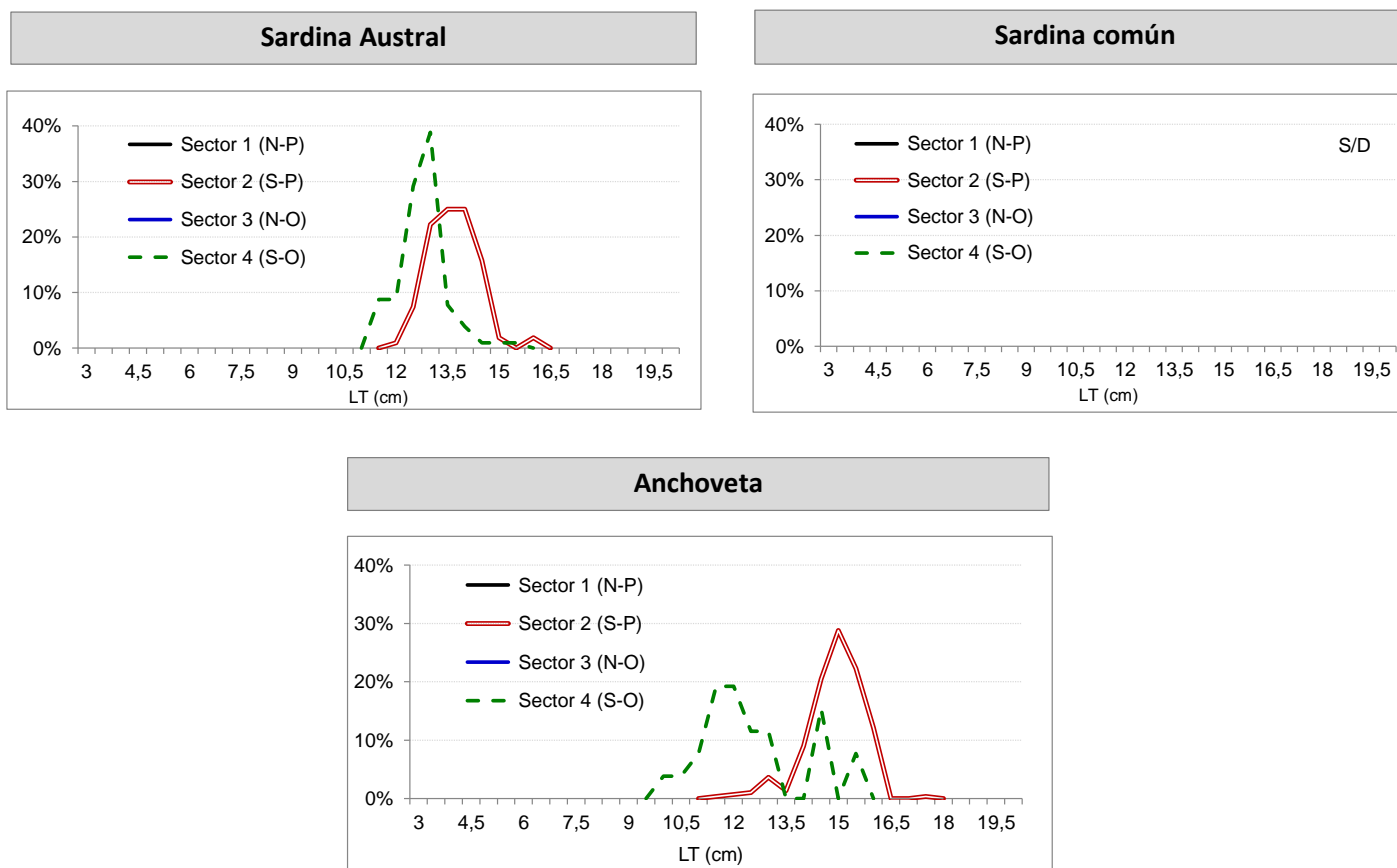 Sardina Austral
40%
30%
20%
10%
0%
Sector 1 (N-P)
Sector 2 (S-P)
Sector 3 (N-O)
Sector 4 (S-O)
3 4,5 6 7,5 9 10,5 12 13,5 15 16,5 18 19,5
LT (cm)
Sardina común
40%
30%
20%
10%
0%
Sector 1 (N-P)
Sector 2 (S-P)
Sector 3 (N-O)
Sector 4 (S-O)
S/D
3 4,5 6 7,5 9 10,5 12 13,5 15 16,5 18 19,5
LT (cm)
Anchoveta
40%
30%
20%
10%
0%
Sector 1 (N-P)
Sector 2 (S-P)
Sector 3 (N-O)
Sector 4 (S-O)
3 4,5 6 7,5 9 10,5 12 13,5 15 16,5 18 19,5
LT (cm)